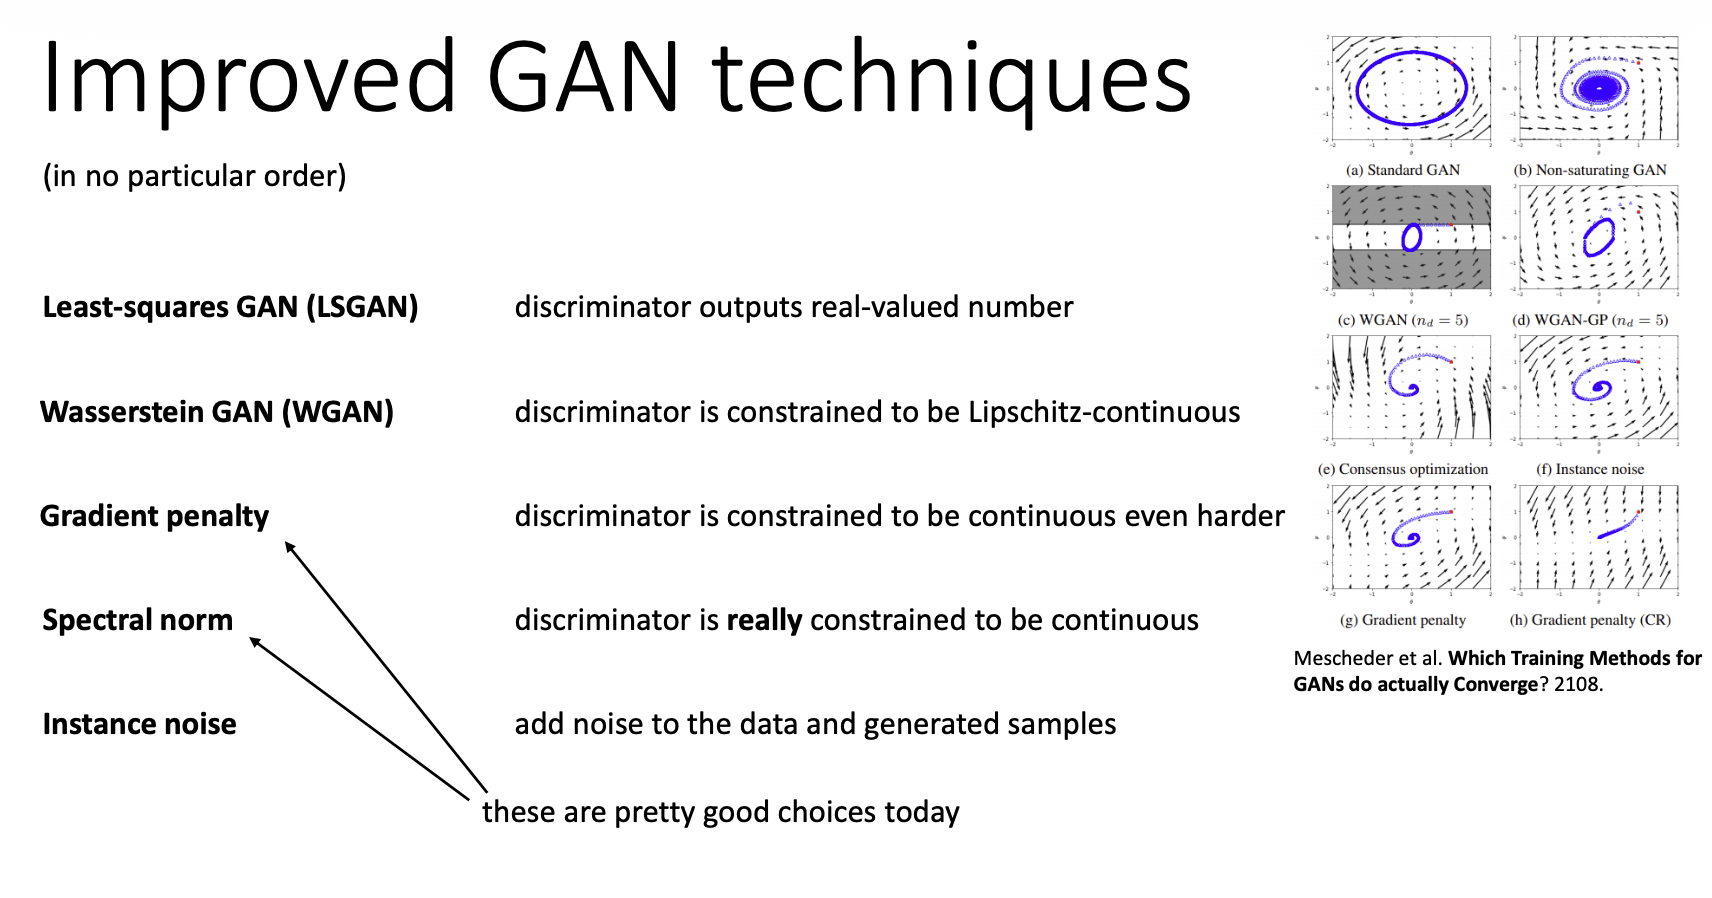 Improved GAN techniques
(in no particular order)
Least-squares GAN (LSGAN) discriminator outputs real-valued number
Wasserstein GAN (WGAN) discriminator is constrained to be Lipschitz-continuous
Gradient penalty discriminator is constrained to be continuous even harder
Spectral norm discriminator is really constrained to be continuous
Instance noise add noise to the data and generated samples
these are pretty good choices today
(a) Standard GAN
(b) Non-saturating GAN
(c) WGAN (n_d = 5)
(d) WGAN-GP (n_d = 5)
(e) Consensus optimization
(f) Instance noise
(g) Gradient penalty
(h) Gradient penalty (CR)
Mescheder et al. Which Training Methods for
GANs do actually Converge? 2108.